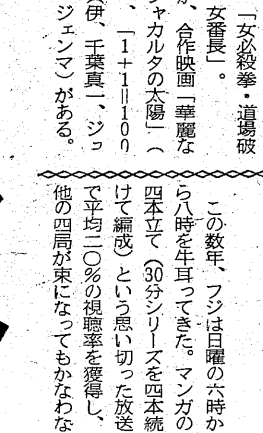 「女必殺拳・道場破
女番長」。
、合作映画「華麗な
ャカルタの太陽」（
、「１＋１＝１００
伊、千葉真一、ジョ
ェンマ）がある。
この数年、フジは日曜の六時か
ら八時を牛耳ってきた。マンガの
四本立て（30分シリーズを四本続
けて編成）という思い切った放送
で平均二〇％の視聴率を獲得し、
他の四局が束になってもかなわな